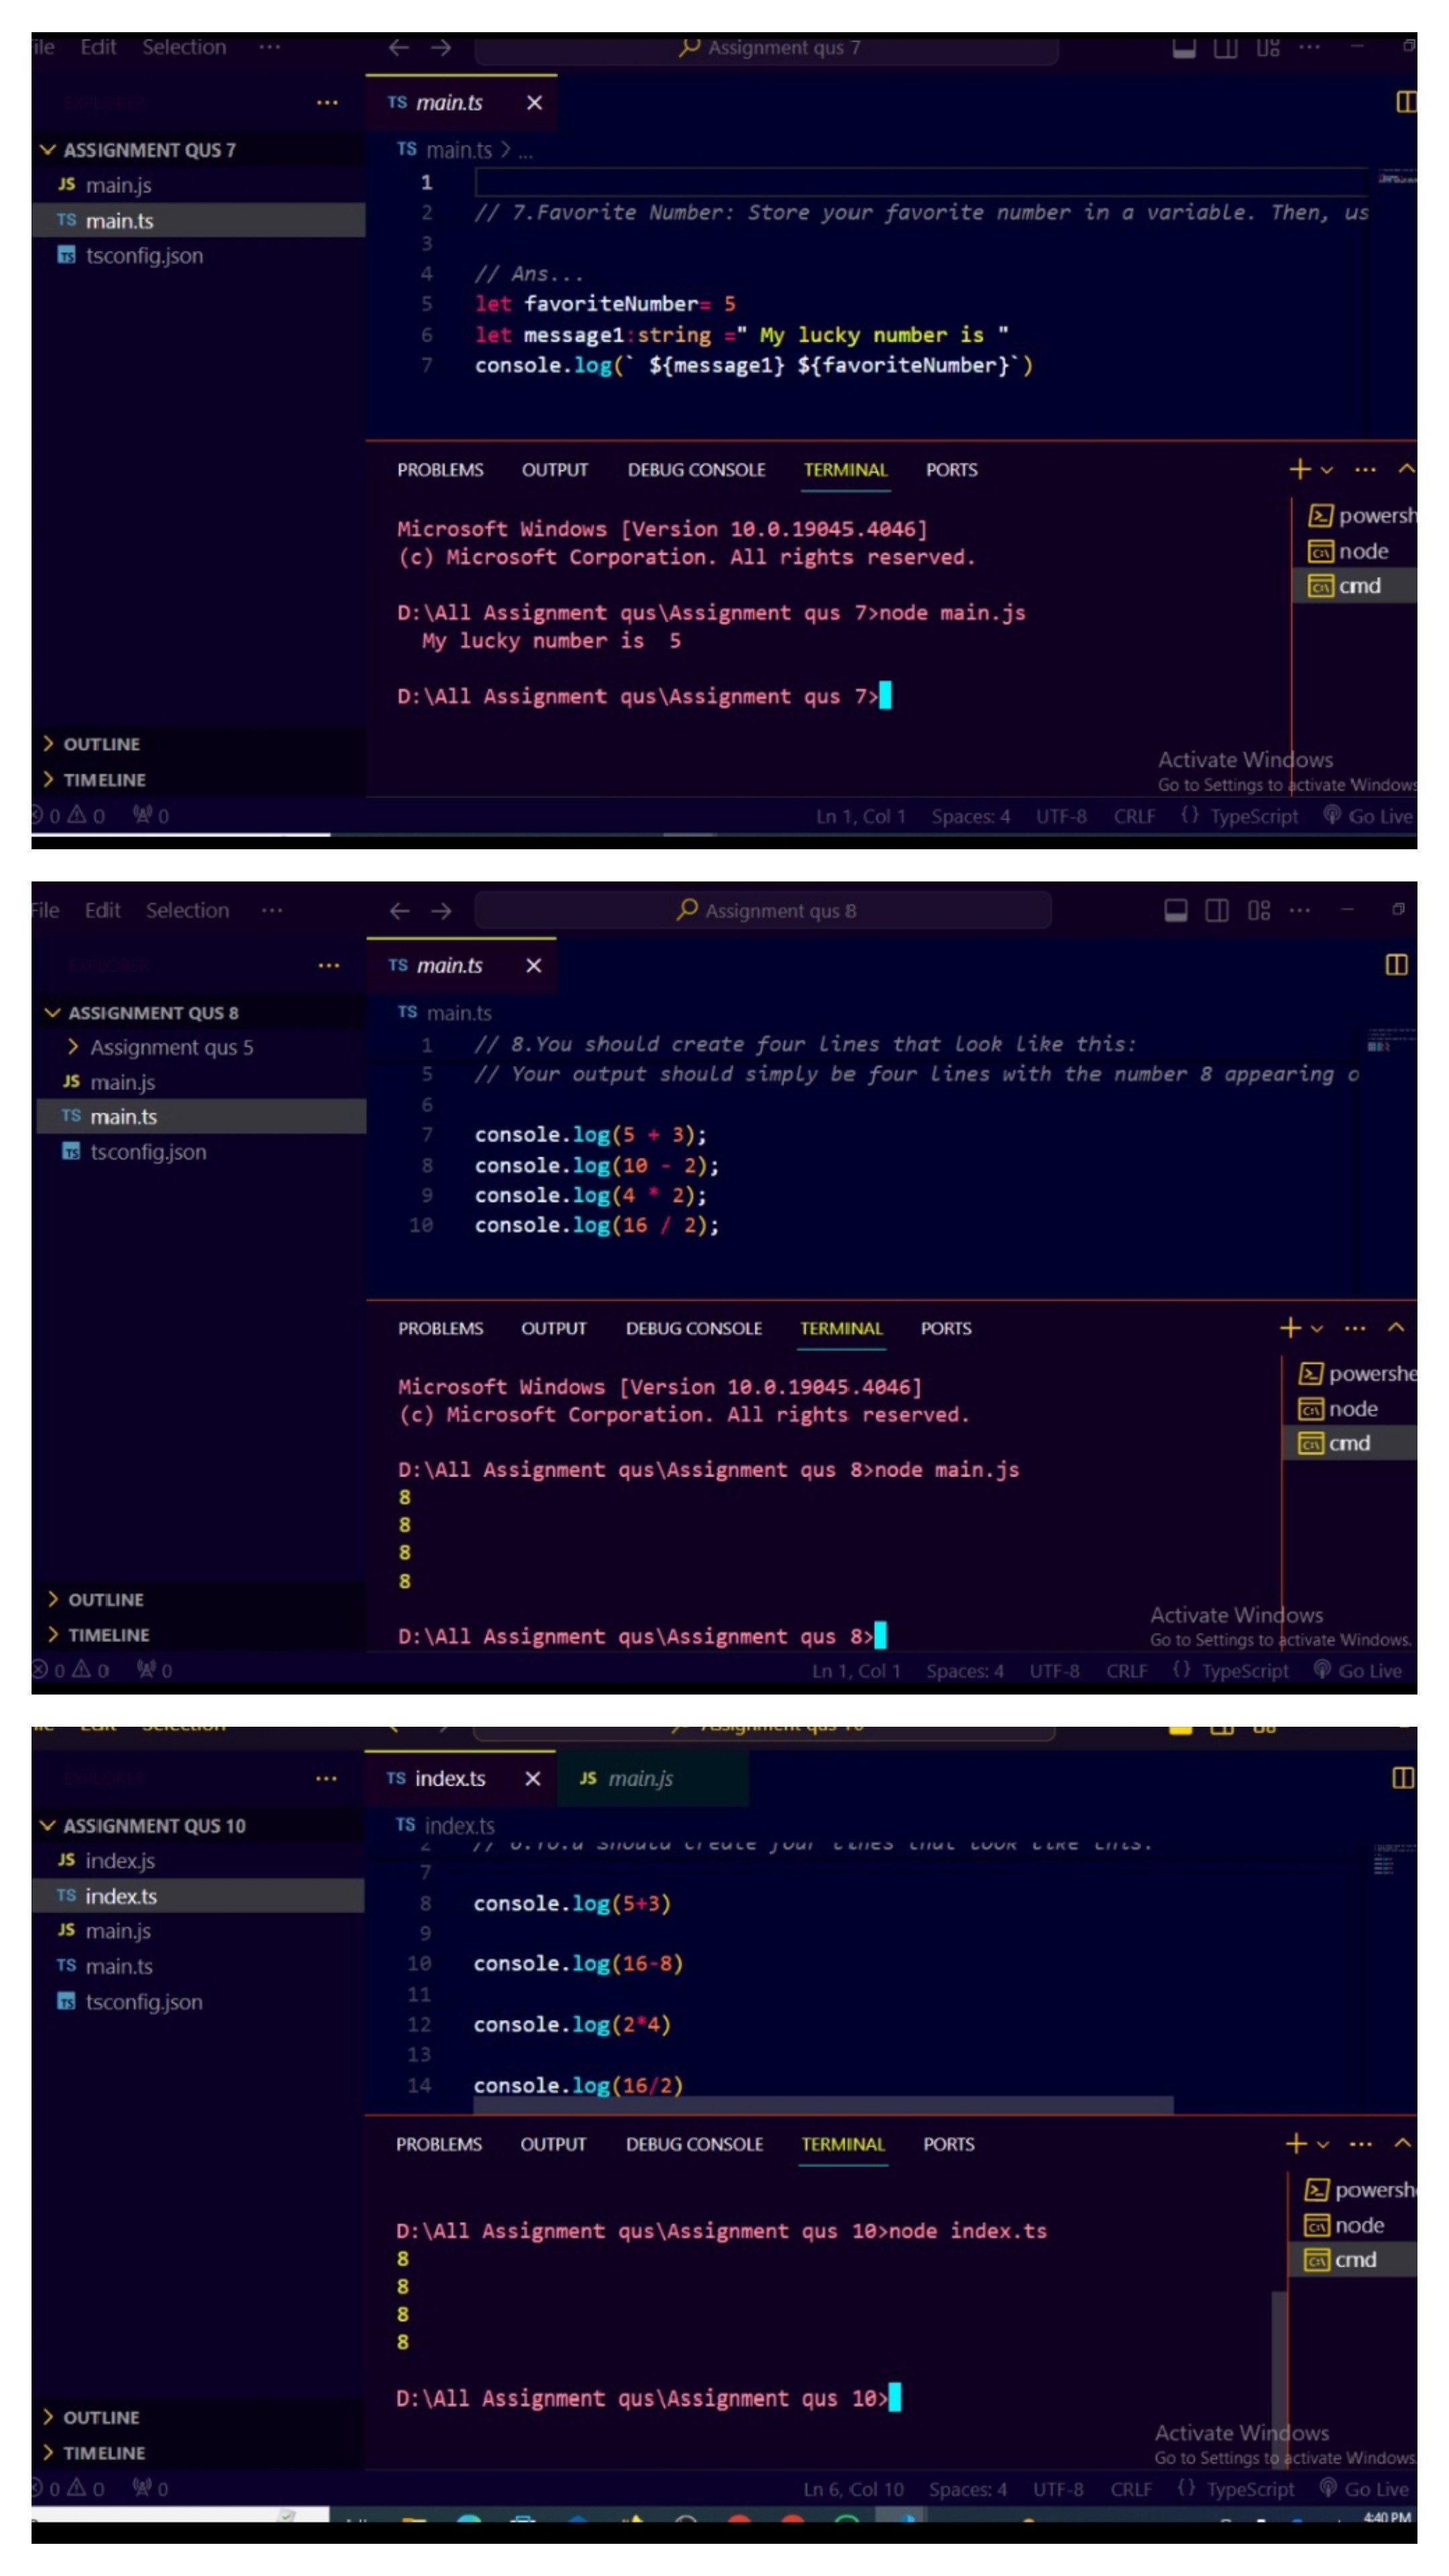 ile Edit Selection ··· ← → Assignment qus 7
EXPLORER ··· TS main.ts ×
ASSIGNMENT QUS 7 TS main.ts > ...
JS main.js
TS main.ts
TS tsconfig.json
1
2 // 7.Favorite Number: Store your favorite number in a variable. Then, us
3
4 // Ans...
5 let favoriteNumber= 5
6 let message1:string =" My lucky number is "
7 console.log(` ${message1} ${favoriteNumber}`)
PROBLEMS OUTPUT DEBUG CONSOLE TERMINAL PORTS
Microsoft Windows [Version 10.0.19045.4046]
(c) Microsoft Corporation. All rights reserved.
D:\All Assignment qus\Assignment qus 7>node main.js
My lucky number is  5
D:\All Assignment qus\Assignment qus 7>
powersh
node
cmd
OUTLINE
TIMELINE
Activate Windows
Go to Settings to activate Windows
0 0 0 Ln 1, Col 1 Spaces: 4 UTF-8 CRLF {} TypeScript Go Live
File Edit Selection ··· ← → Assignment qus 8
EXPLORER ··· TS main.ts ×
ASSIGNMENT QUS 8 TS main.ts
> Assignment qus 5
JS main.js
TS main.ts
TS tsconfig.json
1 // 8.You should create four lines that look like this:
5 // Your output should simply be four lines with the number 8 appearing o
6
7 console.log(5 + 3);
8 console.log(10 - 2);
9 console.log(4 * 2);
10 console.log(16 / 2);
PROBLEMS OUTPUT DEBUG CONSOLE TERMINAL PORTS
Microsoft Windows [Version 10.0.19045.4046]
(c) Microsoft Corporation. All rights reserved.
D:\All Assignment qus\Assignment qus 8>node main.js
8
8
8
8
D:\All Assignment qus\Assignment qus 8>
powershe
node
cmd
OUTLINE
TIMELINE
Activate Windows
Go to Settings to activate Windows.
0 0 0 Ln 1, Col 1 Spaces: 4 UTF-8 CRLF {} TypeScript Go Live
Edit Selection Assignment qus 10
··· TS index.ts × JS main.js
ASSIGNMENT QUS 10 TS index.ts
JS index.js
TS index.ts
JS main.js
TS main.ts
TS tsconfig.json
2 // should create four lines that look like this:
7
8 console.log(5+3)
9
10 console.log(16-8)
11
12 console.log(2*4)
13
14 console.log(16/2)
PROBLEMS OUTPUT DEBUG CONSOLE TERMINAL PORTS
D:\All Assignment qus\Assignment qus 10>node index.ts
8
8
8
8
D:\All Assignment qus\Assignment qus 10>
powersh
node
cmd
OUTLINE
TIMELINE
Activate Windows
Go to Settings to activate Windows
0 0 0 Ln 6, Col 10 Spaces: 4 UTF-8 CRLF {} TypeScript Go Live
4:40 PM